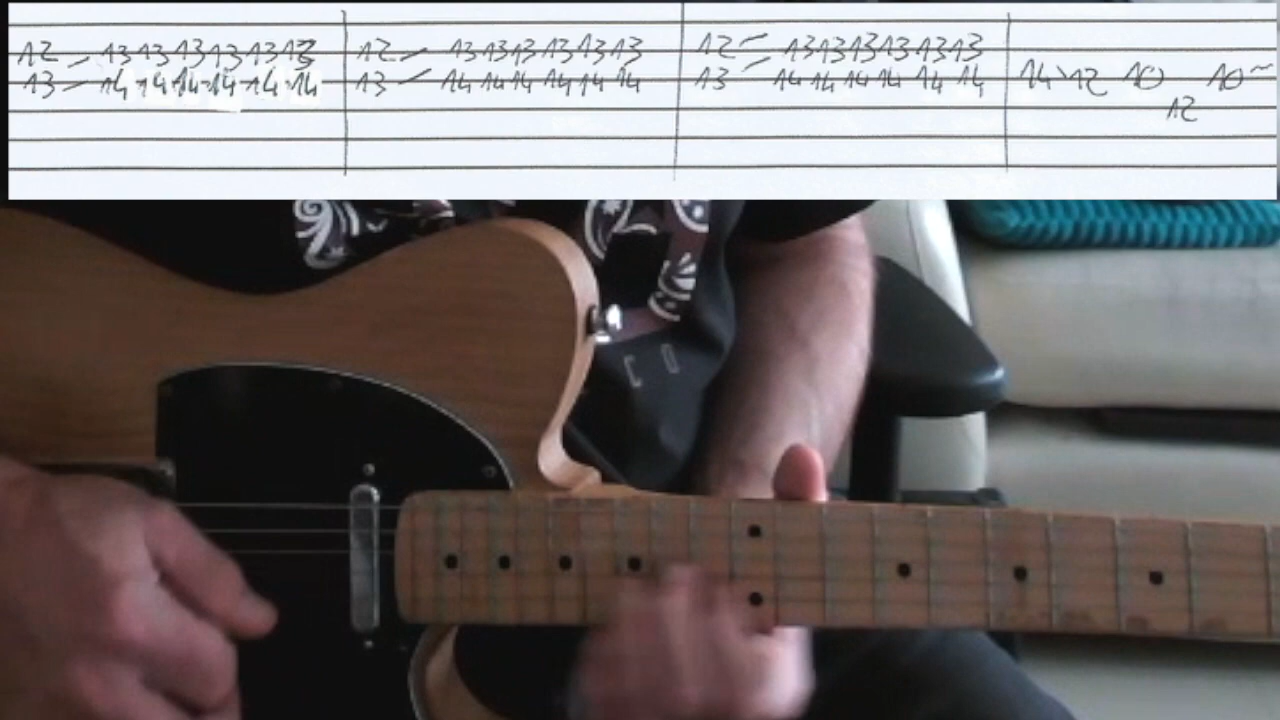 12 – 13 13 13 13 13 13 12 – 13 13 13 13 13 13 12 – 13 13 13 13 13 13
13 – 14 14 14 14 14 14 13 – 14 14 14 14 14 14 13 – 14 14 14 14 14 14 14 \ 12 10 10 ~
12